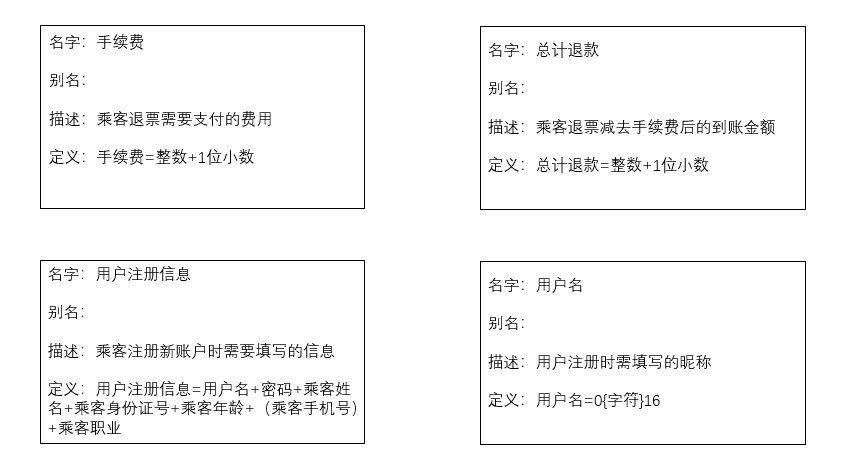 名字：手续费
别名：
描述：乘客退票需要支付的费用
定义：手续费=整数+1位小数
名字：总计退款
别名：
描述：乘客退票减去手续费后的到账金额
定义：总计退款=整数+1位小数
名字：用户注册信息
别名：
描述：乘客注册新账户时需要填写的信息
定义：用户注册信息=用户名+密码+乘客姓
名+乘客身份证号+乘客年龄+（乘客手机号）
+乘客职业
名字：用户名
别名：
描述：用户注册时需填写的昵称
定义：用户名=0{字符}16